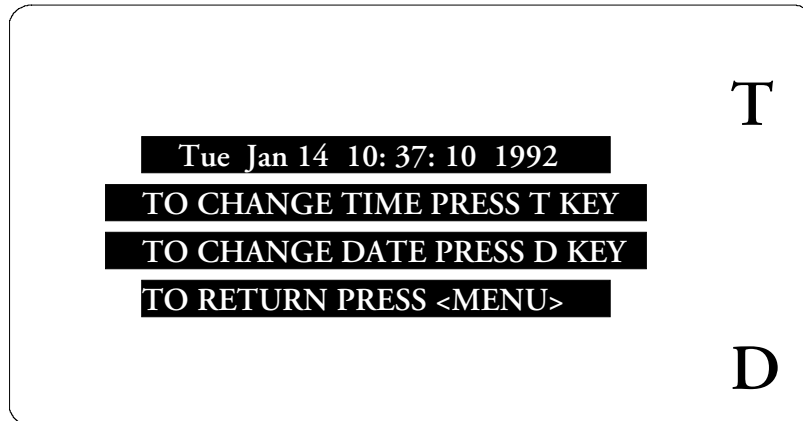 T
Tue Jan 14 10: 37: 10 1992
TO CHANGE TIME PRESS T KEY
TO CHANGE DATE PRESS D KEY
TO RETURN PRESS <MENU>
D